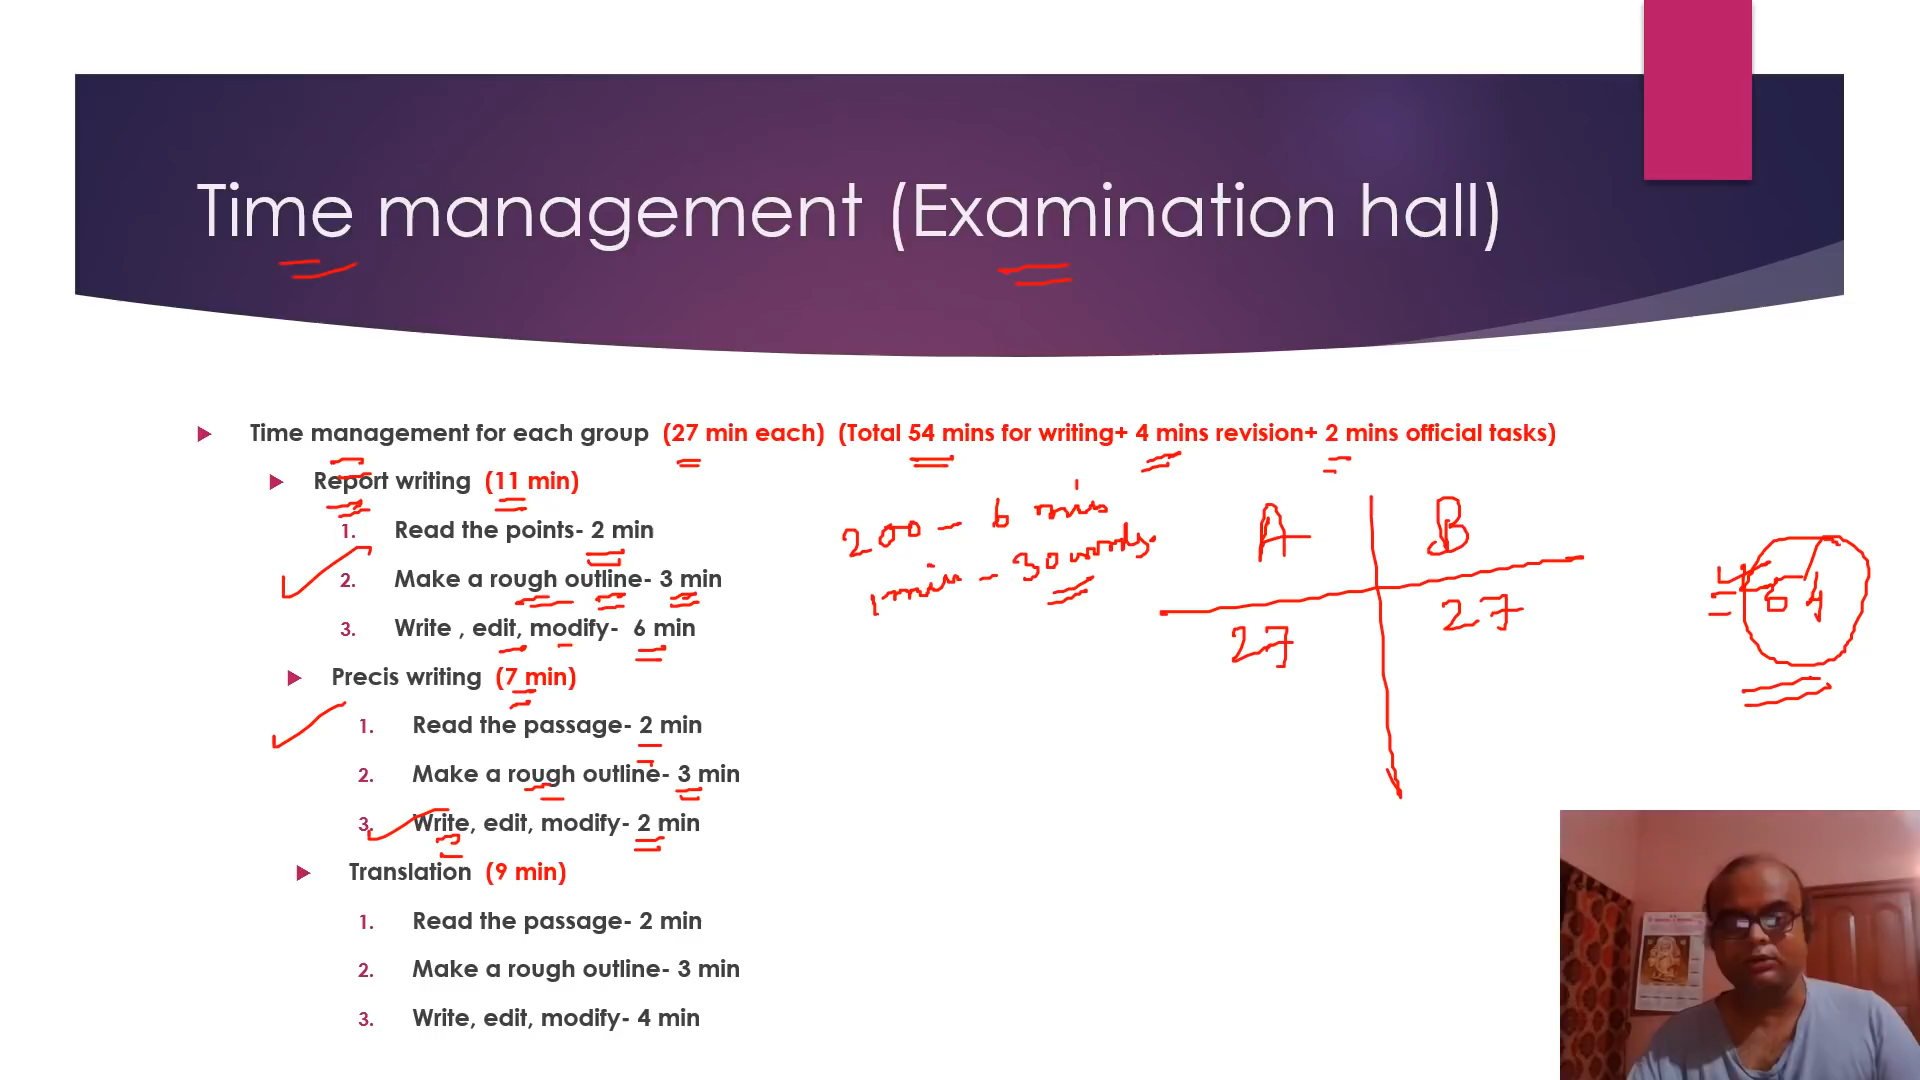 Time management (Examination hall)
Time management for each group (27 min each) (Total 54 mins for writing+ 4 mins revision+ 2 mins official tasks)
Report writing (11 min)
1. Read the points- 2 min
2. Make a rough outline- 3 min
3. Write , edit, modify- 6 min
Precis writing (7 min)
1. Read the passage- 2 min
2. Make a rough outline- 3 min
3. Write, edit, modify- 2 min
Translation (9 min)
1. Read the passage- 2 min
2. Make a rough outline- 3 min
3. Write, edit, modify- 4 min
200 - 6 min
1 min - 30 words.
A B
27 27